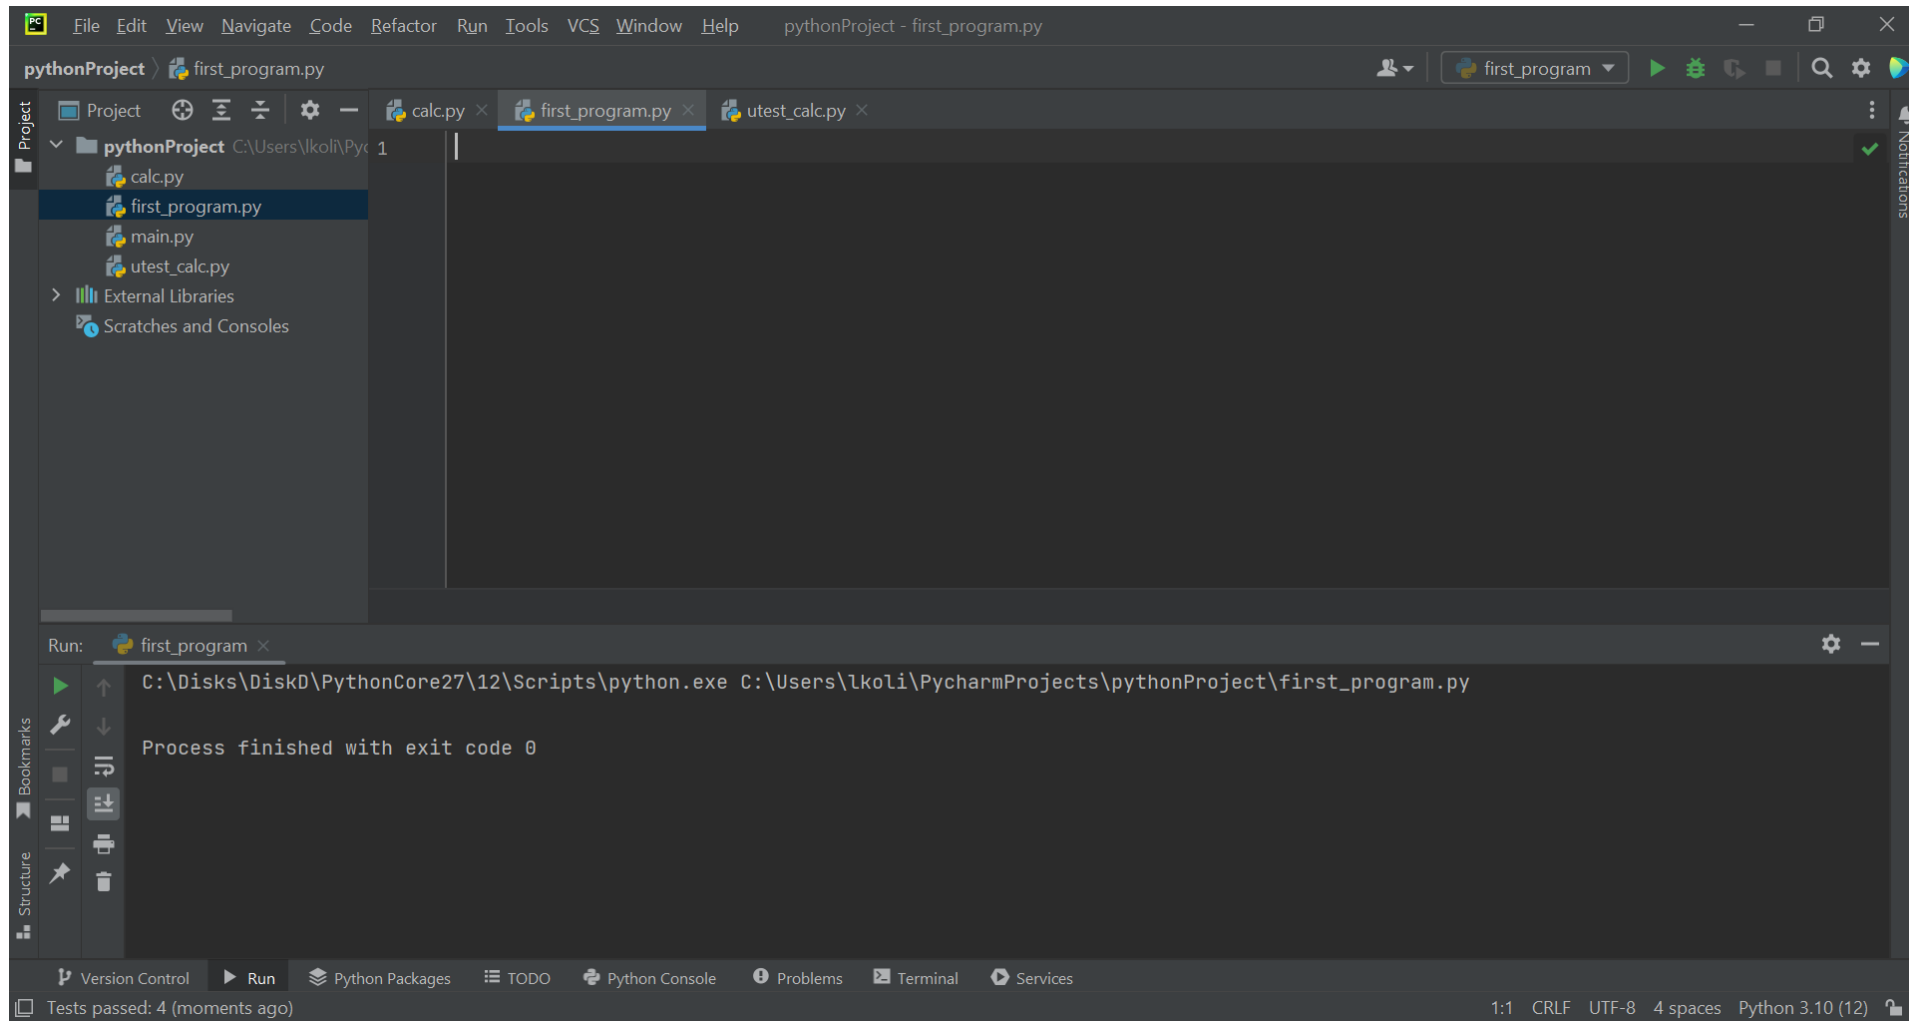 PC File Edit View Navigate Code Refactor Run Tools VCS Window Help pythonProject - first_program.py
pythonProject first_program.py first_program
Project calc.py first_program.py utest_calc.py
Project
pythonProject C:\Users\lkoli\Pyc 1
calc.py
first_program.py
main.py
utest_calc.py
External Libraries
Scratches and Consoles
Notifications
Run: first_program
C:\Disks\DiskD\PythonCore27\12\Scripts\python.exe C:\Users\lkoli\PycharmProjects\pythonProject\first_program.py
Process finished with exit code 0
Bookmarks
Structure
Version Control Run Python Packages TODO Python Console Problems Terminal Services
Tests passed: 4 (moments ago) 1:1 CRLF UTF-8 4 spaces Python 3.10 (12)